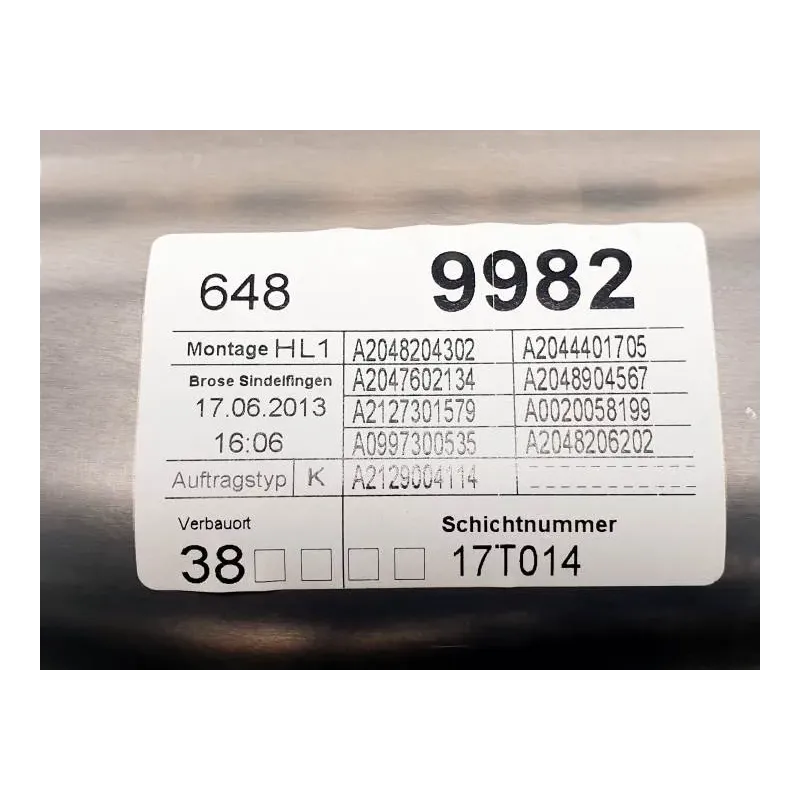 648 9982
Montage HL1 A2048204302 A2044401705
Brose Sindelfingen A2047602134 A2048904567
17.06.2013 A2127301579 A0020058199
16:06 A0997300535 A2048206202
Auftragstyp K A2129004114
Verbauort Schichtnummer
38 17T014